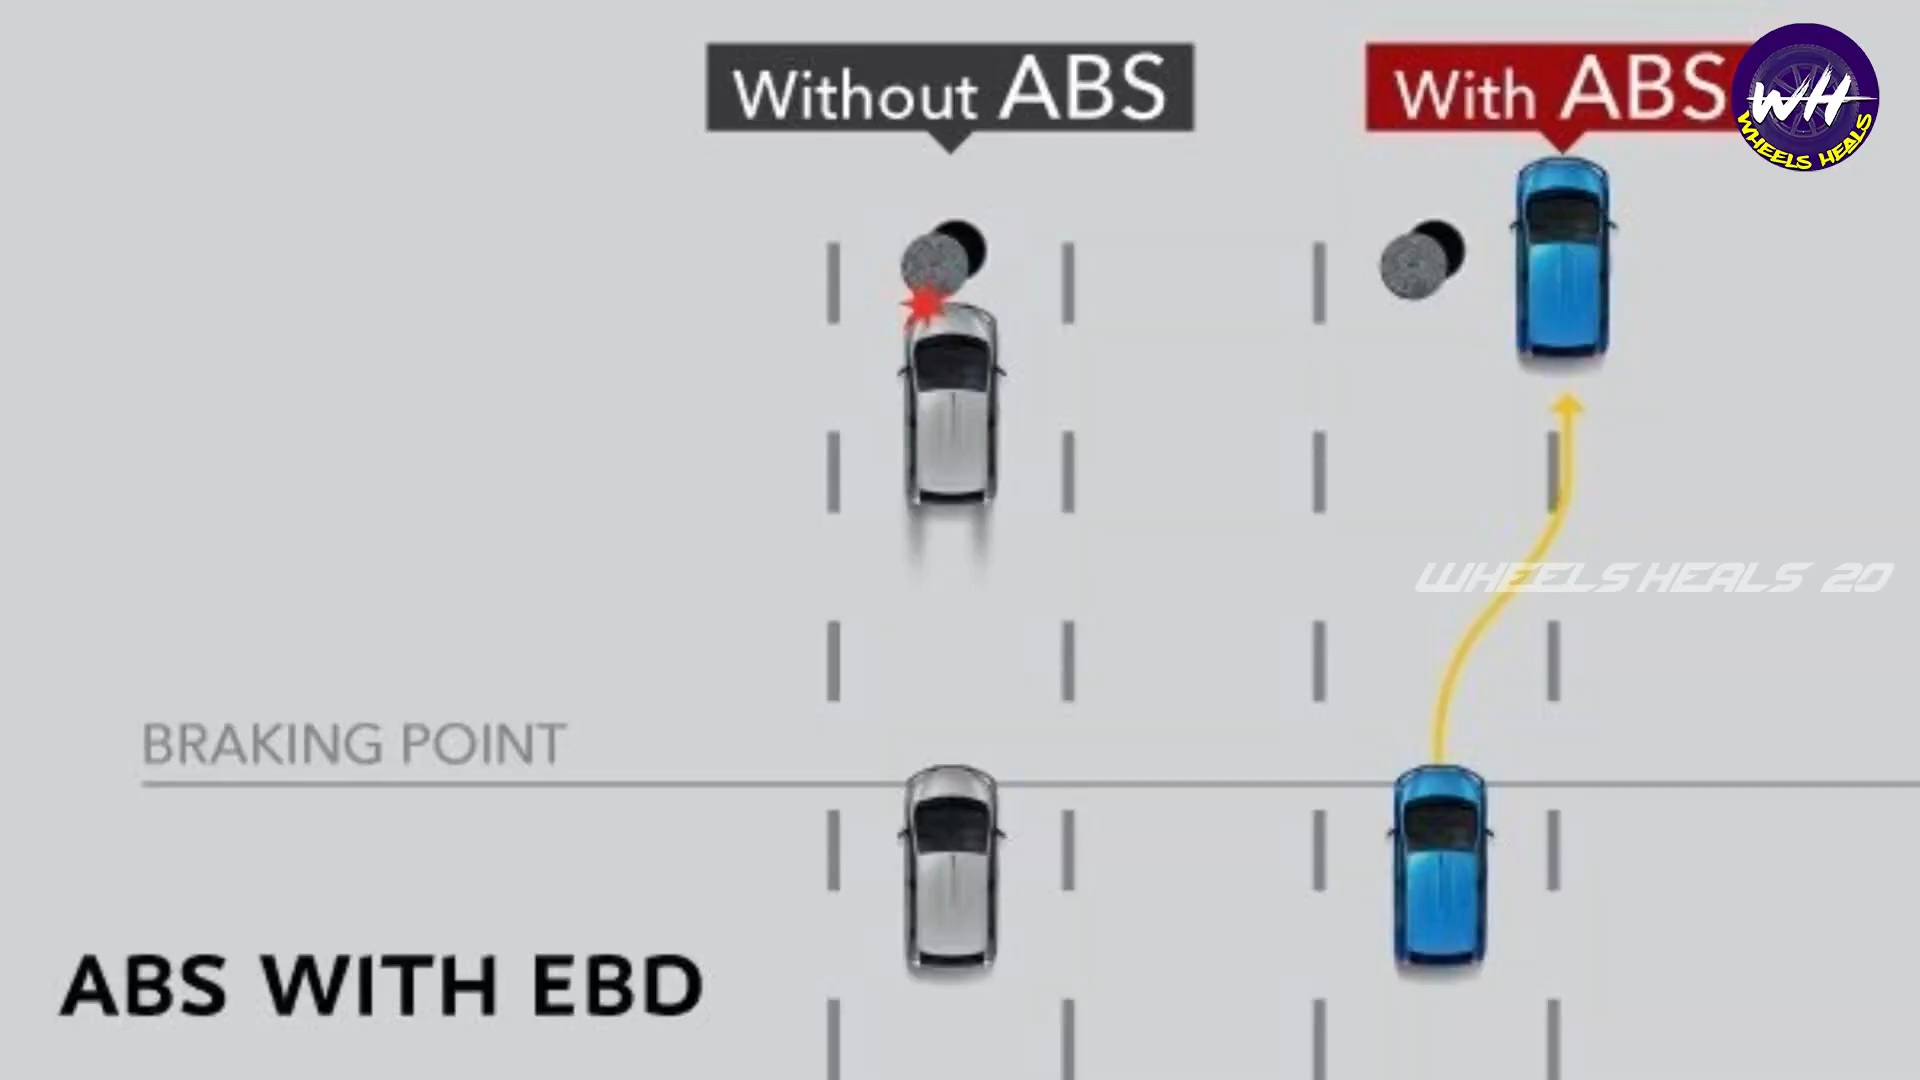 Without ABS
With ABS
WH
WHEELS HEALS
WHEELS HEALS 20
BRAKING POINT
ABS WITH EBD